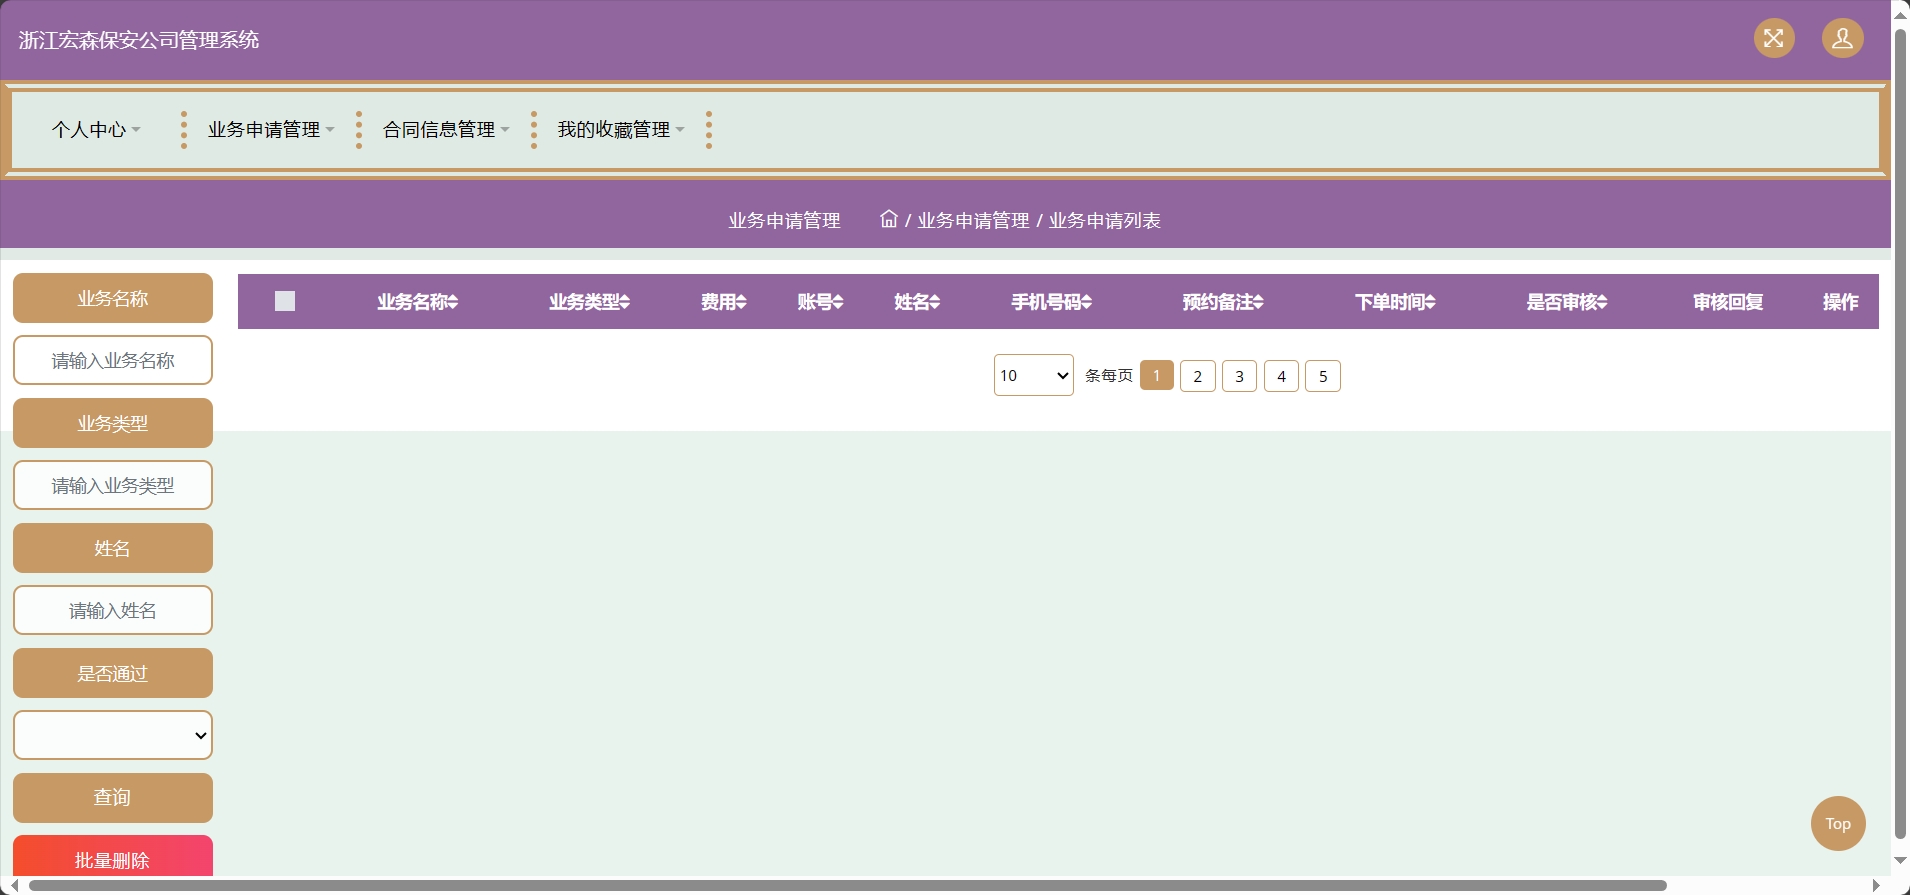 浙江宏森保安公司管理系统
个人中心 业务申请管理 合同信息管理 我的收藏管理
业务申请管理 / 业务申请管理 / 业务申请列表
业务名称
请输入业务名称
业务类型
请输入业务类型
姓名
请输入姓名
是否通过
查询
批量删除
业务名称 业务类型 费用 账号 姓名 手机号码 预约备注 下单时间 是否审核 审核回复 操作
10 条每页 1 2 3 4 5
Top